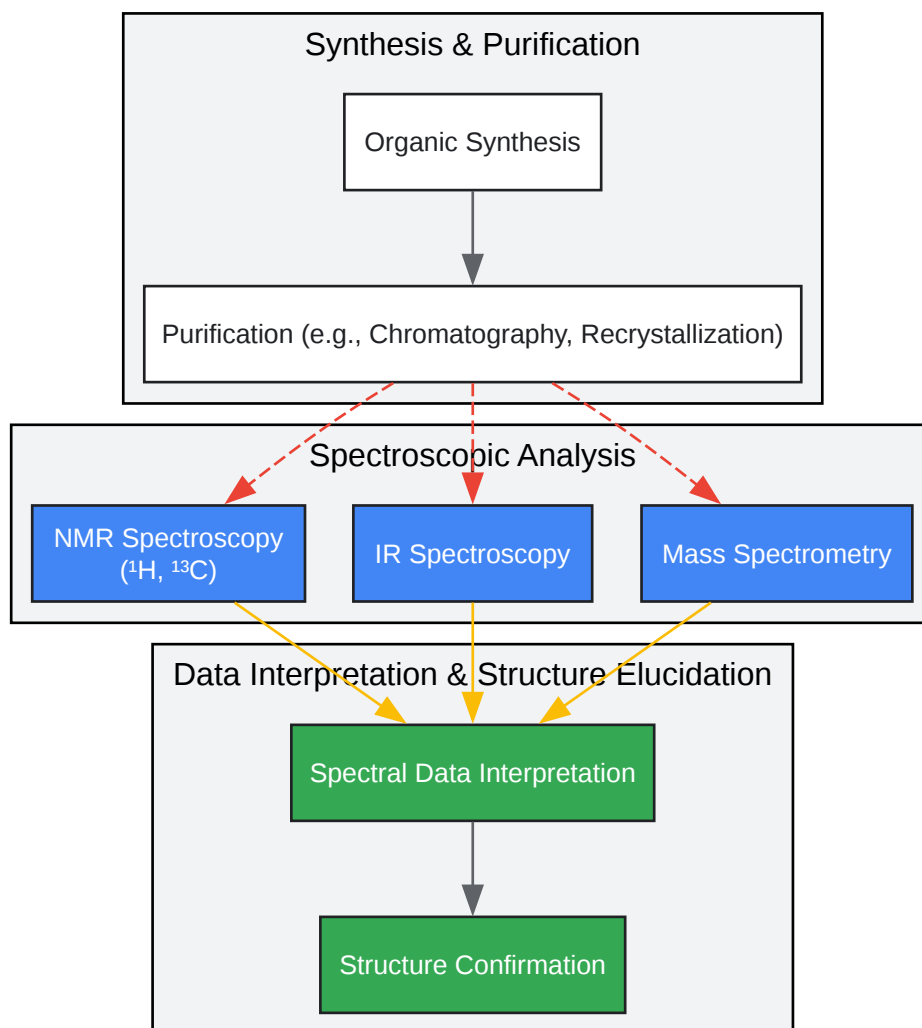 Synthesis & Purification
Organic Synthesis
Purification (e.g., Chromatography, Recrystallization)
Spectroscopic Analysis
NMR Spectroscopy
(¹H, ¹³C)
IR Spectroscopy
Mass Spectrometry
Data Interpretation & Structure Elucidation
Spectral Data Interpretation
Structure Confirmation